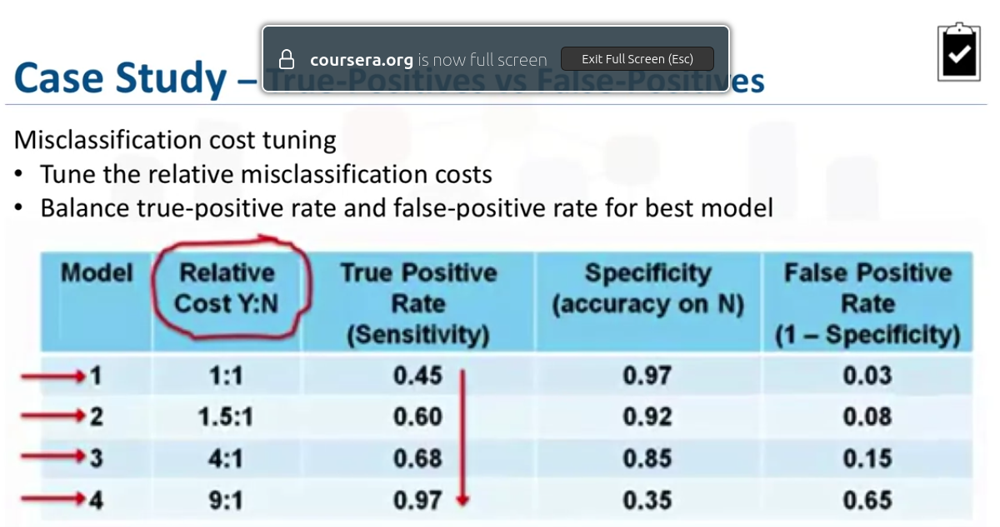 coursera.org is now full screen
Exit Full Screen (Esc)
Case Study – True-Positives vs False-Positives
Misclassification cost tuning
• Tune the relative misclassification costs
• Balance true-positive rate and false-positive rate for best model
Model Relative Cost Y:N True Positive Rate (Sensitivity) Specificity (accuracy on N) False Positive Rate (1 – Specificity)
1 1:1 0.45 0.97 0.03
2 1.5:1 0.60 0.92 0.08
3 4:1 0.68 0.85 0.15
4 9:1 0.97 0.35 0.65